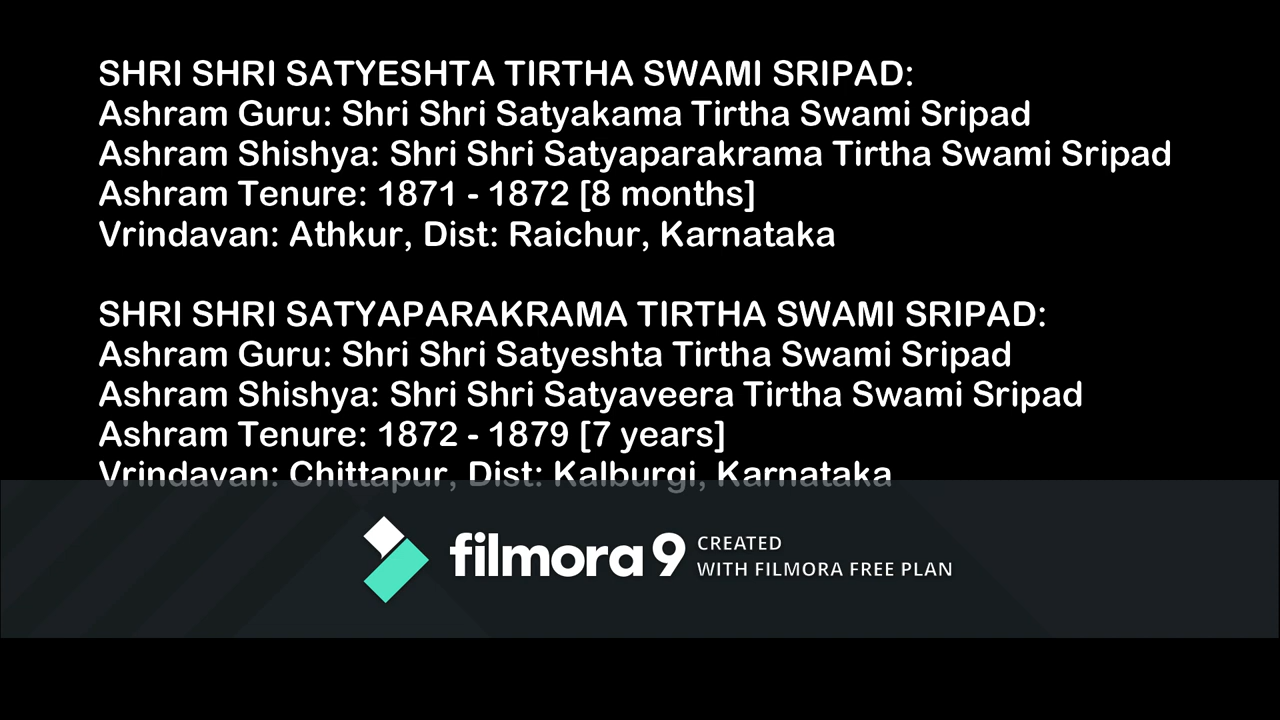 SHRI SHRI SATYESHTA TIRTHA SWAMI SRIPAD:
Ashram Guru: Shri Shri Satyakama Tirtha Swami Sripad
Ashram Shishya: Shri Shri Satyaparakrama Tirtha Swami Sripad
Ashram Tenure: 1871 - 1872 [8 months]
Vrindavan: Athkur, Dist: Raichur, Karnataka
SHRI SHRI SATYAPARAKRAMA TIRTHA SWAMI SRIPAD:
Ashram Guru: Shri Shri Satyeshta Tirtha Swami Sripad
Ashram Shishya: Shri Shri Satyaveera Tirtha Swami Sripad
Ashram Tenure: 1872 - 1879 [7 years]
Vrindavan: Chittapur, Dist: Kalburgi, Karnataka
filmora 9
CREATED
WITH FILMORA FREE PLAN